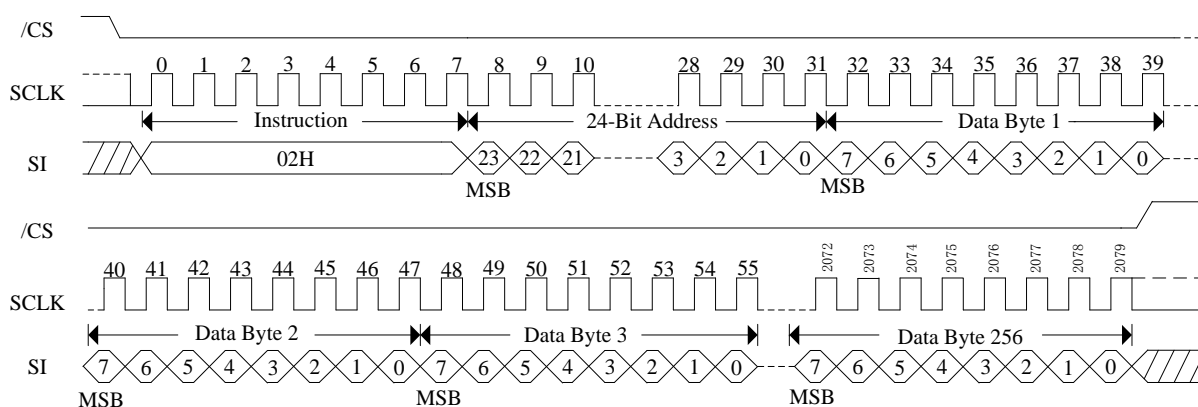 /CS
0 1 2 3 4 5 6 7 8 9 10 28 29 30 31 32 33 34 35 36 37 38 39
SCLK
Instruction 24-Bit Address Data Byte 1
SI 02H 23 22 21 3 2 1 0 7 6 5 4 3 2 1 0
MSB MSB
/CS
40 41 42 43 44 45 46 47 48 49 50 51 52 53 54 55 2072 2073 2074 2075 2076 2077 2078 2079
SCLK
Data Byte 2 Data Byte 3 Data Byte 256
SI 7 6 5 4 3 2 1 0 7 6 5 4 3 2 1 0 7 6 5 4 3 2 1 0
MSB MSB MSB